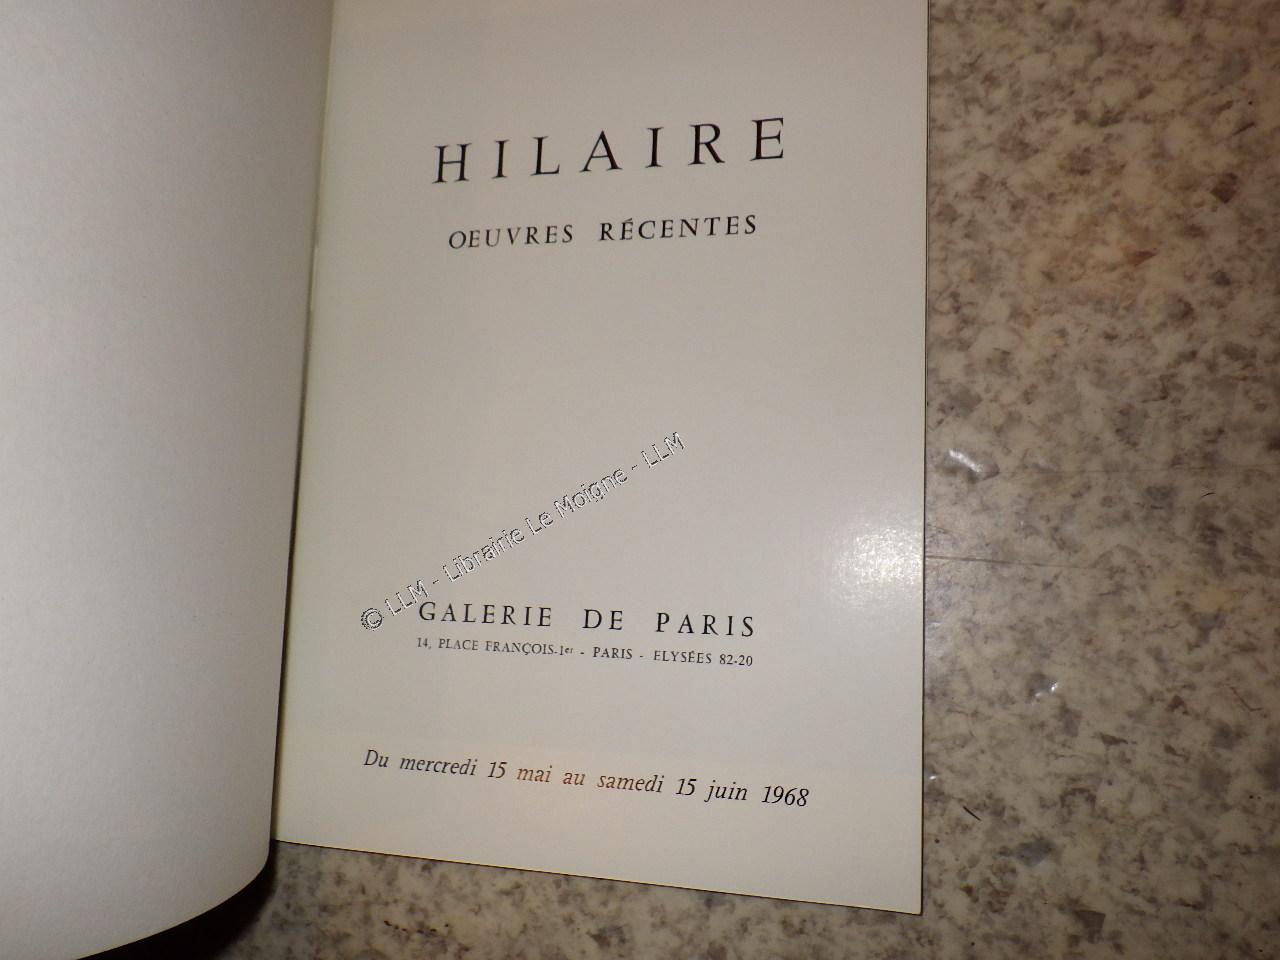 HILAIRE
OEUVRES RÉCENTES
© LLM - Librairie Le Moigne - LLM
GALERIE DE PARIS
14, PLACE FRANÇOIS-1er - PARIS - ELYSÉES 82-20
Du mercredi 15 mai au samedi 15 juin 1968